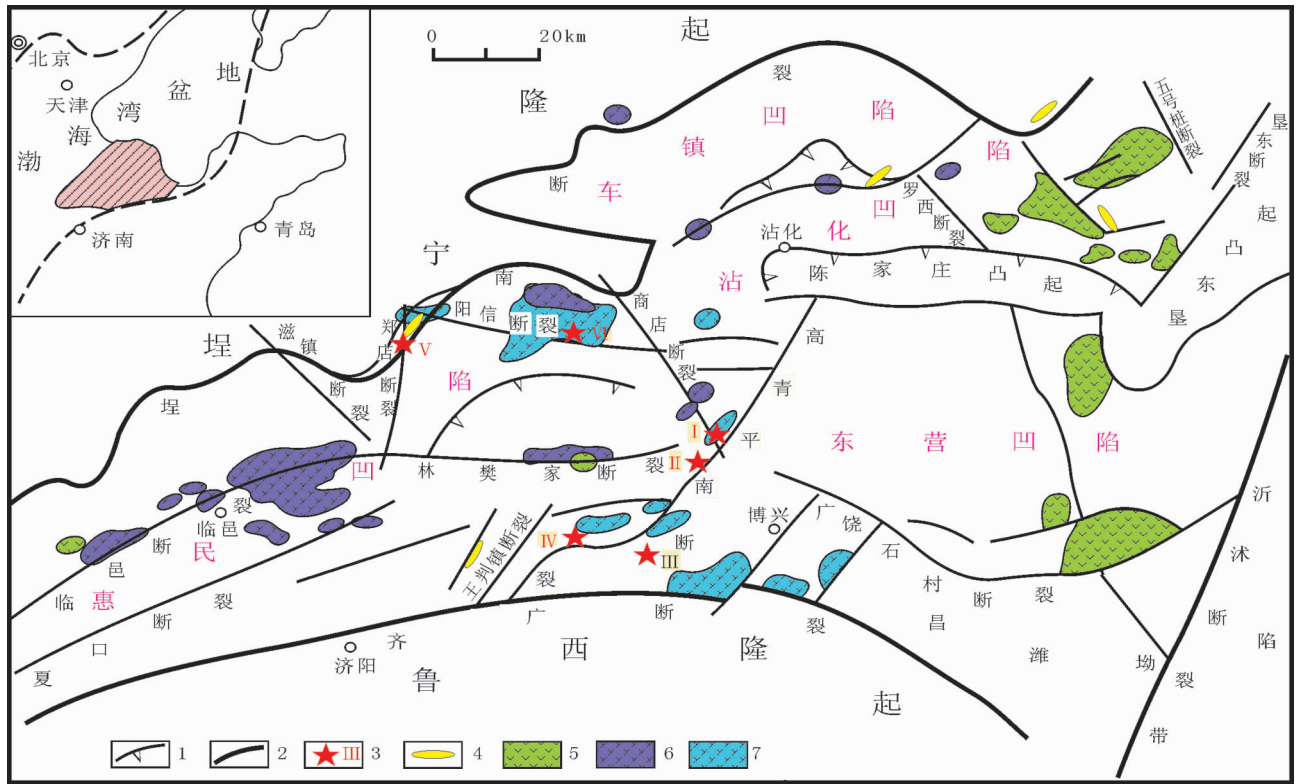 北京
天津
渤海湾盆地
济南
青岛
0 20km
埕宁隆起
车镇凹陷
沾化凹陷
惠民凹陷
东营凹陷
鲁西隆起
埕南断裂
五号桩断裂
垦东断裂
垦东凸起
罗西断裂
沾化
陈家庄凸起
滋镇断裂
郑店断裂
阳信断裂
商店断裂
高青平南断裂
林樊家断裂
临邑断裂
临邑
夏口断裂
王判镇断裂
博兴
广饶
石村断裂
齐广断裂
济阳
昌潍坳陷
沂沭断裂带
I
II
III
IV
V
VI
1
2
III 3
4
5
6
7